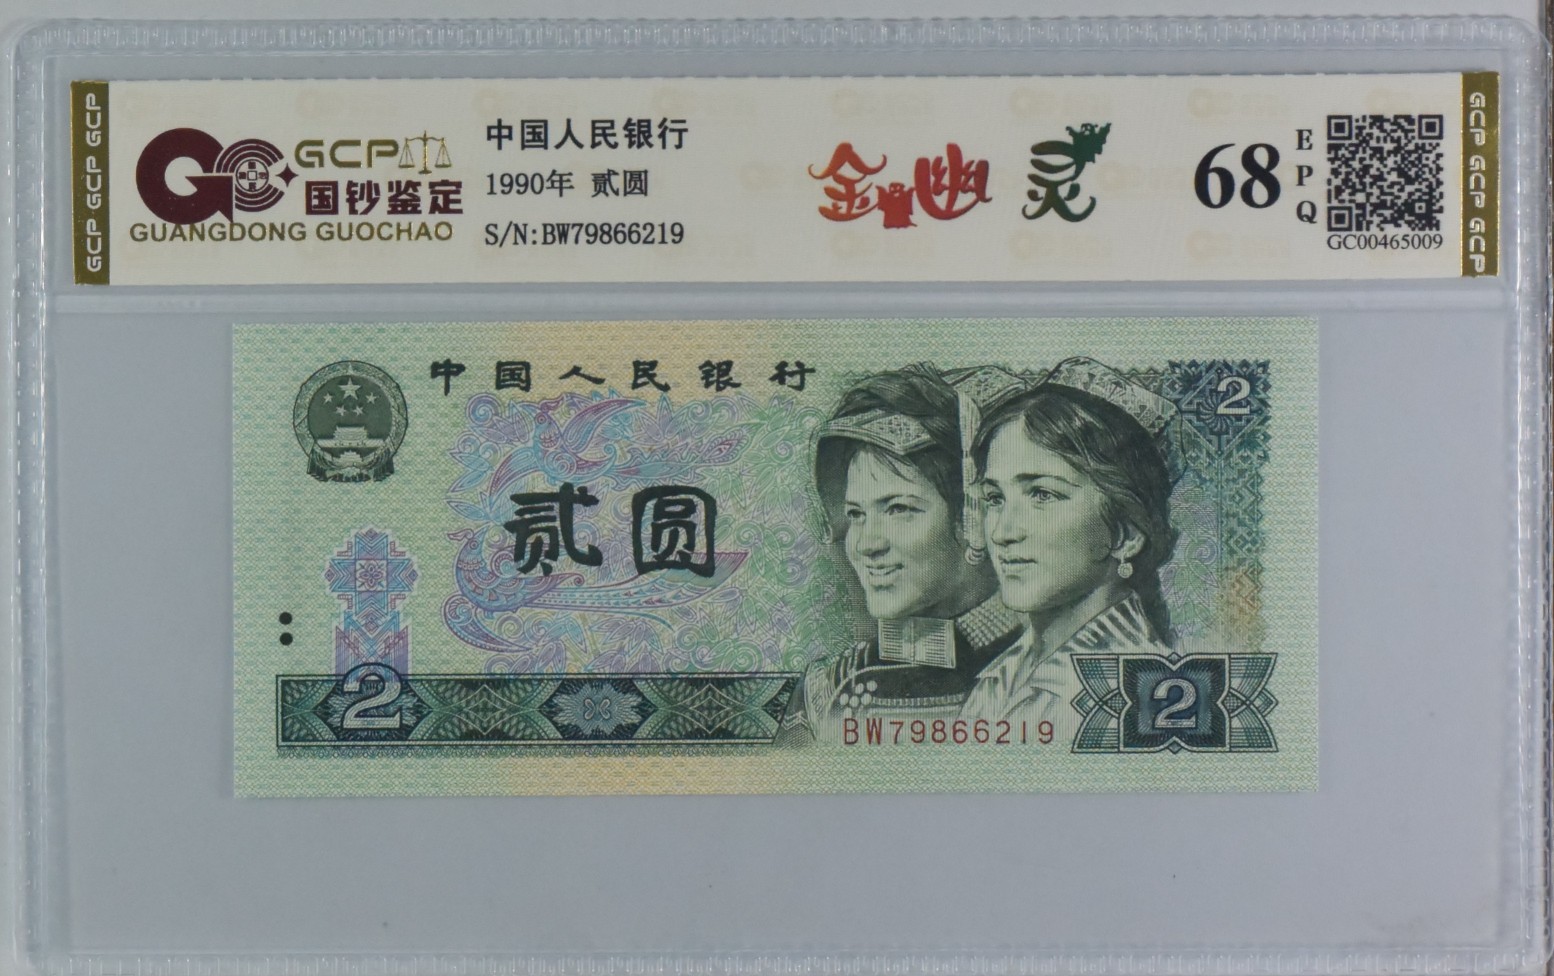 GCP
国钞鉴定
GUANGDONG GUOCHAO
中国人民银行
1990年 贰圆
S/N:BW79866219
金幽灵
68
EPQ
GC00465009
GCP GCP GCP
GCP GCP GCP
中国人民银行
2
贰圆
2
BW79866219
2